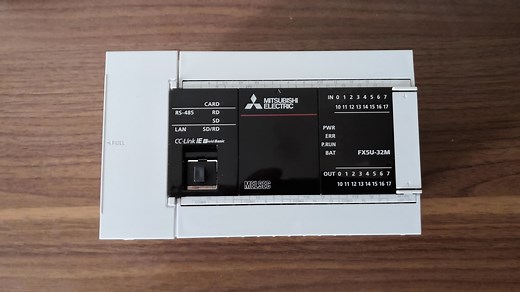 PULL
CARD
RS-485 RD
SD
LAN SD/RD
CC-Link IE Field Basic
MITSUBISHI
ELECTRIC
MELSEC
IN 0 1 2 3 4 5 6 7
10 11 12 13 14 15 16 17
PWR
ERR
P.RUN
BAT
FX5U-32M
OUT 0 1 2 3 4 5 6 7
10 11 12 13 14 15 16 17